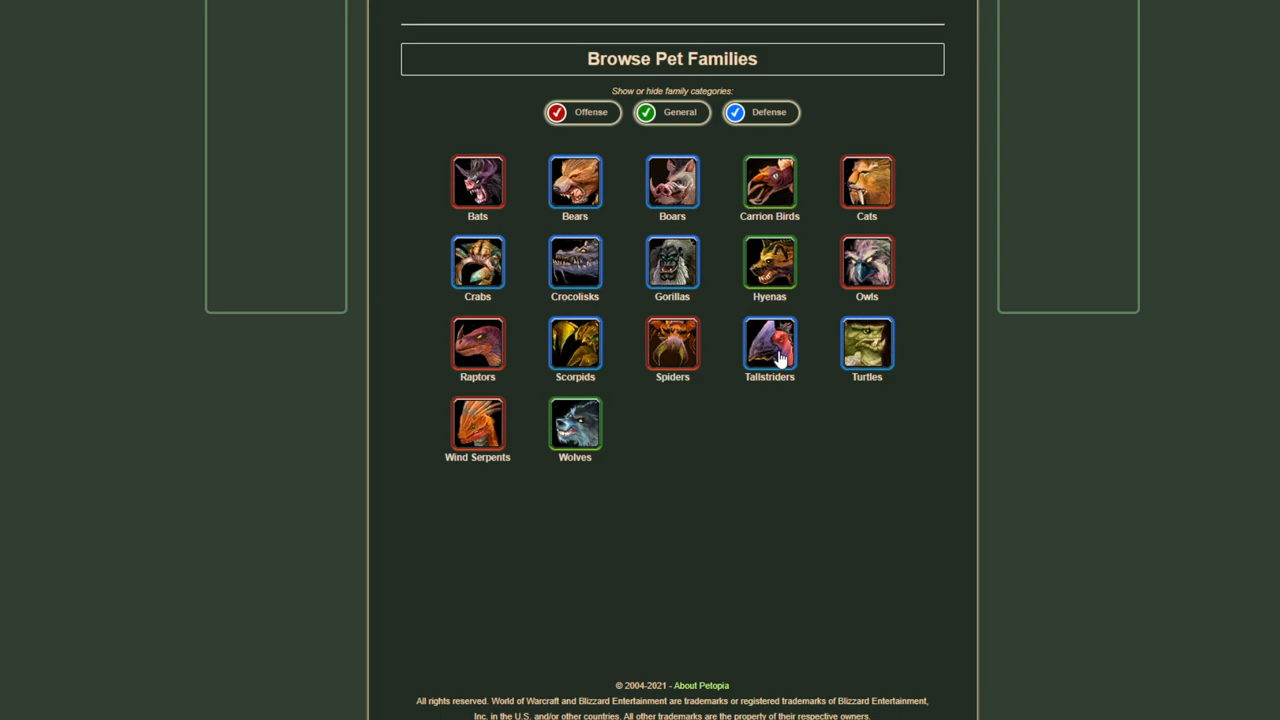 Browse Pet Families
Show or hide family categories:
Offense General Defense
Bats Bears Boars Carrion Birds Cats
Crabs Crocolisks Gorillas Hyenas Owls
Raptors Scorpids Spiders Tallstriders Turtles
Wind Serpents Wolves
© 2004-2021 - About Petopia
All rights reserved. World of Warcraft and Blizzard Entertainment are trademarks or registered trademarks of Blizzard Entertainment,
Inc. in the U.S. and/or other countries. All other trademarks are the property of their respective owners.